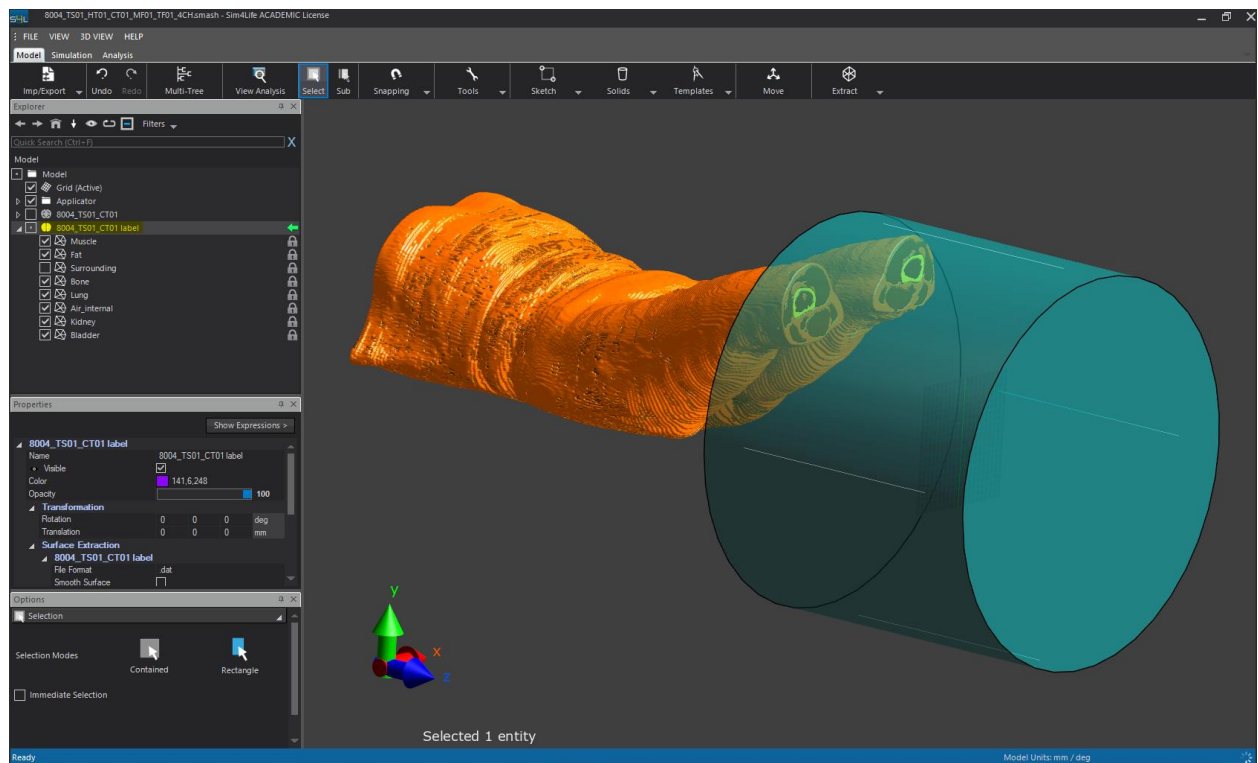 S4L 8004_TS01_HT01_CT01_MF01_TF01_4CH.smash - Sim4Life ACADEMIC License
FILE VIEW 3D VIEW HELP
Model Simulation Analysis
Imp/Export Undo Redo Multi-Tree View Analysis Select Sub Snapping Tools Sketch Solids Templates Move Extract
Explorer
Filters
Quick Search (Ctrl+F) X
Model
Model
Grid (Active)
Applicator
8004_TS01_CT01
8004_TS01_CT01 label
Muscle
Fat
Surrounding
Bone
Lung
Air_internal
Kidney
Bladder
Properties
Show Expressions >
8004_TS01_CT01 label
Name 8004_TS01_CT01 label
Visible
Color 141,6,248
Opacity 100
Transformation
Rotation 0 0 0 deg
Translation 0 0 0 mm
Surface Extraction
8004_TS01_CT01 label
File Format .dat
Smooth Surface
Options
Selection
Selection Modes Contained Rectangle
Immediate Selection
y
x
z
Selected 1 entity
Ready Model Units: mm / deg